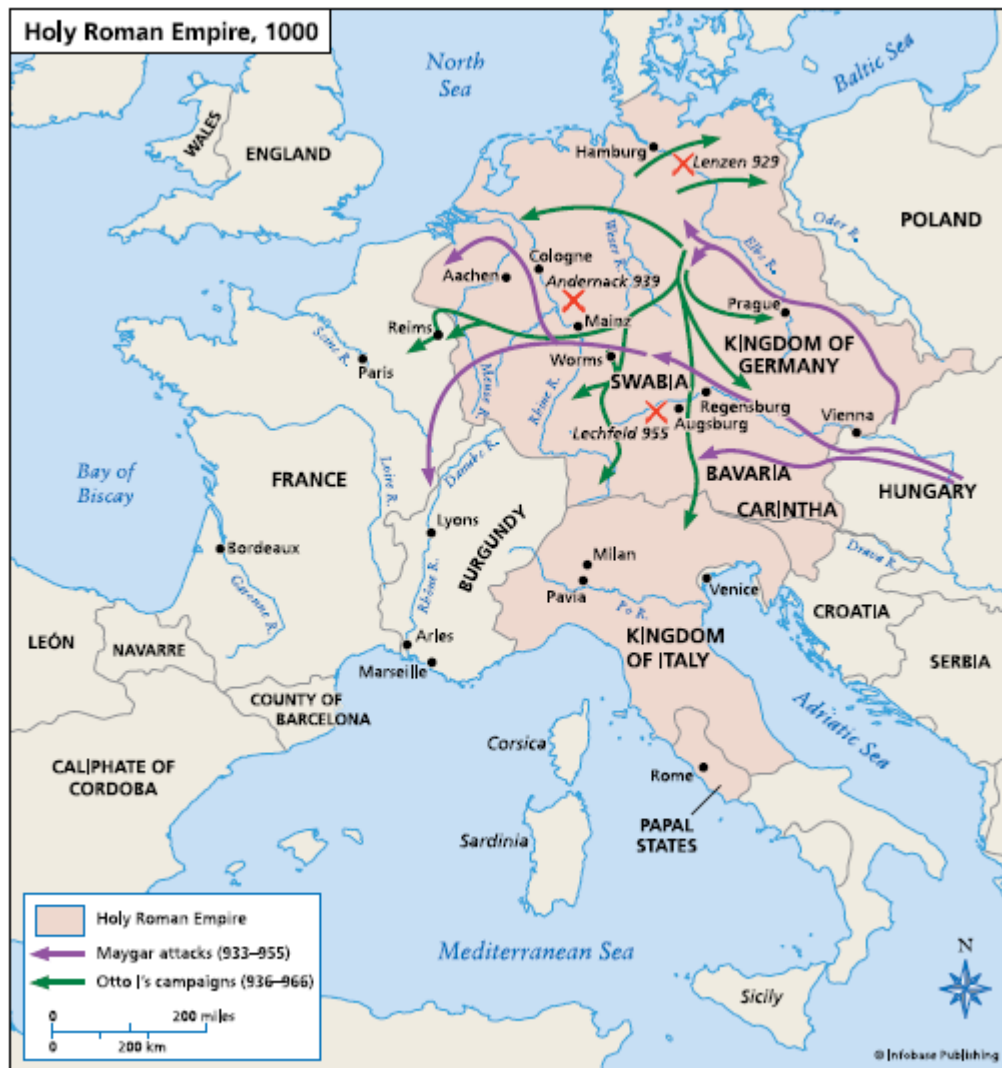 Holy Roman Empire, 1000
North
Sea
Baltic Sea
WALES
ENGLAND
Hamburg
Lenzen 929
POLAND
Oder R.
Weser R.
Elbe R.
Cologne
Aachen
Andernack 939
Prague
Mainz
Reims
KINGDOM OF
GERMANY
Seine R.
Paris
Worms
SWABIA
Meuse R.
Rhine R.
Regensburg
Augsburg
Vienna
Lechfeld 955
Bay of
Biscay
FRANCE
Loire R.
Danube R.
BAVARIA
HUNGARY
CARINTHA
Lyons
BURGUNDY
Bordeaux
Milan
Drava R.
Garonne R.
Rhône R.
Pavia
Po R.
Venice
CROATIA
LEÓN
NAVARRE
Arles
Marseille
KINGDOM
OF ITALY
SERBIA
COUNTY OF
BARCELONA
Adriatic Sea
Corsica
CALIPHATE OF
CORDOBA
Rome
Sardinia
PAPAL
STATES
Holy Roman Empire
Maygar attacks (933–955)
Otto I's campaigns (936–966)
0 200 miles
0 200 km
Mediterranean Sea
N
Sicily
© Infobase Publishing